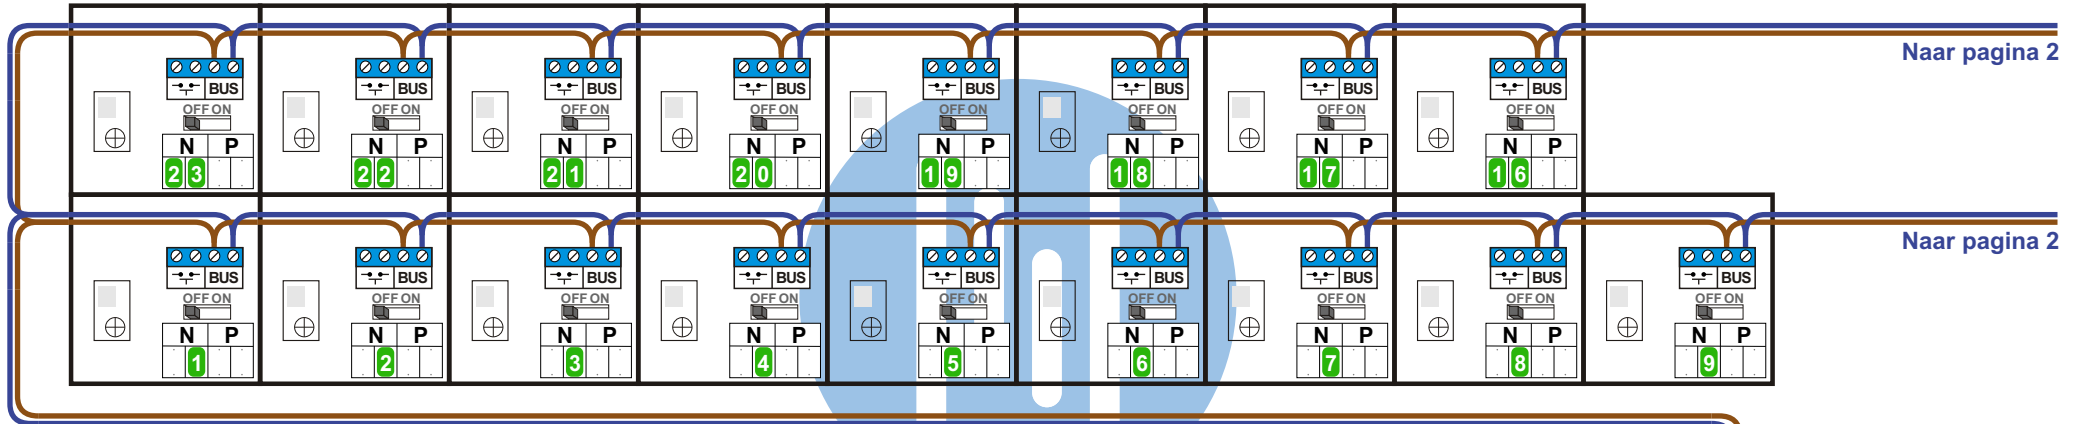 Naar pagina 2
BUS BUS BUS BUS BUS BUS BUS BUS
OFF ON OFF ON OFF ON OFF ON OFF ON OFF ON OFF ON OFF ON
N P N P N P N P N P N P N P N P
23 22 21 20 19 18 17 16
Naar pagina 2
BUS BUS BUS BUS BUS BUS BUS BUS BUS
OFF ON OFF ON OFF ON OFF ON OFF ON OFF ON OFF ON OFF ON OFF ON
N P N P N P N P N P N P N P N P N P
1 2 3 4 5 6 7 8 9